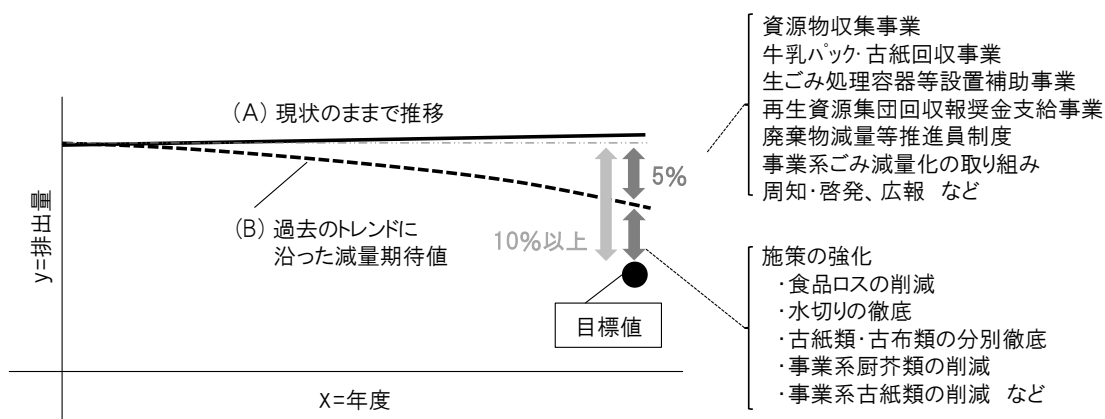 資源物収集事業
牛乳パック・古紙回収事業
生ごみ処理容器等設置補助事業
再生資源集団回収報奨金支給事業
廃棄物減量等推進員制度
事業系ごみ減量化の取り組み
周知・啓発、広報　など
(A) 現状のままで推移
5%
(B) 過去のトレンドに
沿った減量期待値
10%以上
y=排出量
目標値
X=年度
施策の強化
・食品ロスの削減
・水切りの徹底
・古紙類・古布類の分別徹底
・事業系厨芥類の削減
・事業系古紙類の削減　など